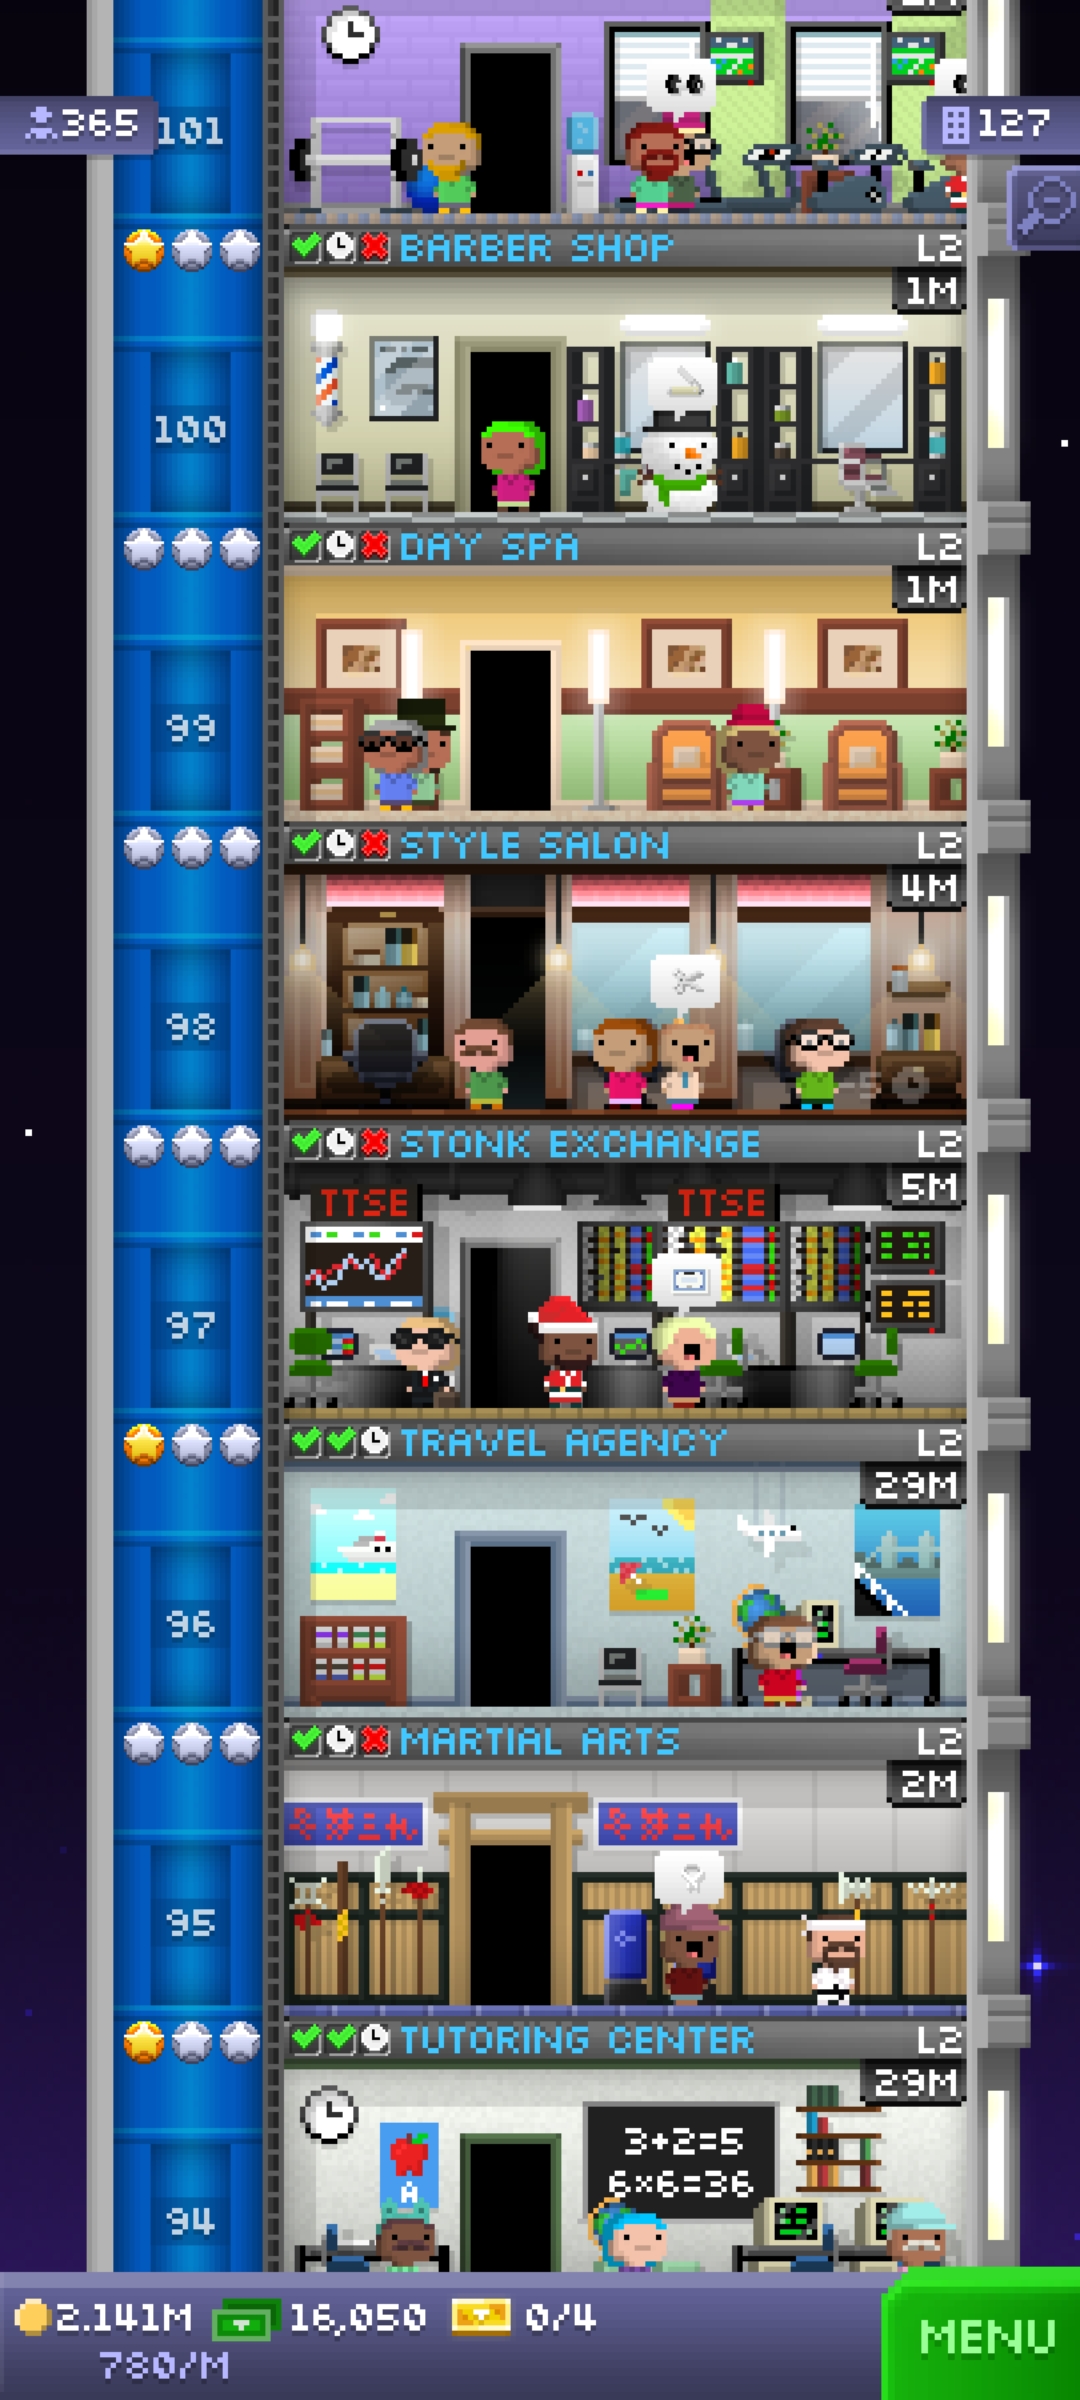 365
101
127
BARBER SHOP L2
1M
100
DAY SPA L2
1M
99
STYLE SALON L2
4M
98
STONK EXCHANGE L2
5M
TTSE TTSE
97
TRAVEL AGENCY L2
29M
96
MARTIAL ARTS L2
2M
95
TUTORING CENTER L2
29M
3+2=5
6×6=36
A
94
2.141M 16,050 0/4
780/M
MENU